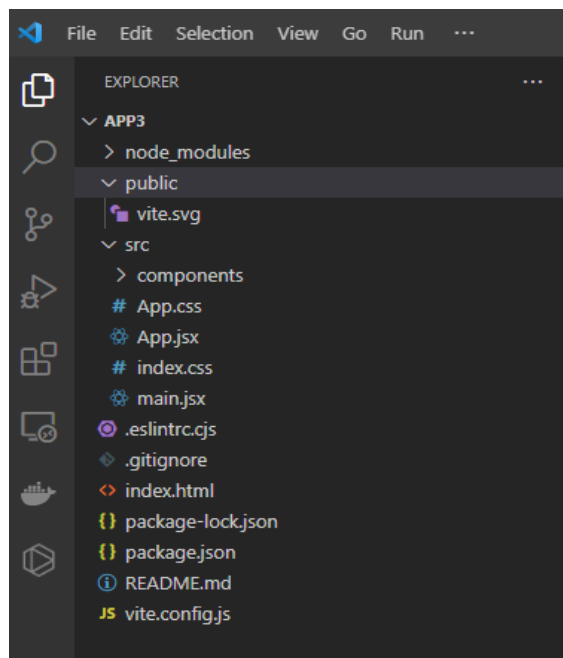 File Edit Selection View Go Run ...
EXPLORER ...
APP3
node_modules
public
vite.svg
src
components
# App.css
App.jsx
# index.css
main.jsx
.eslintrc.cjs
.gitignore
<> index.html
{} package-lock.json
{} package.json
README.md
JS vite.config.js